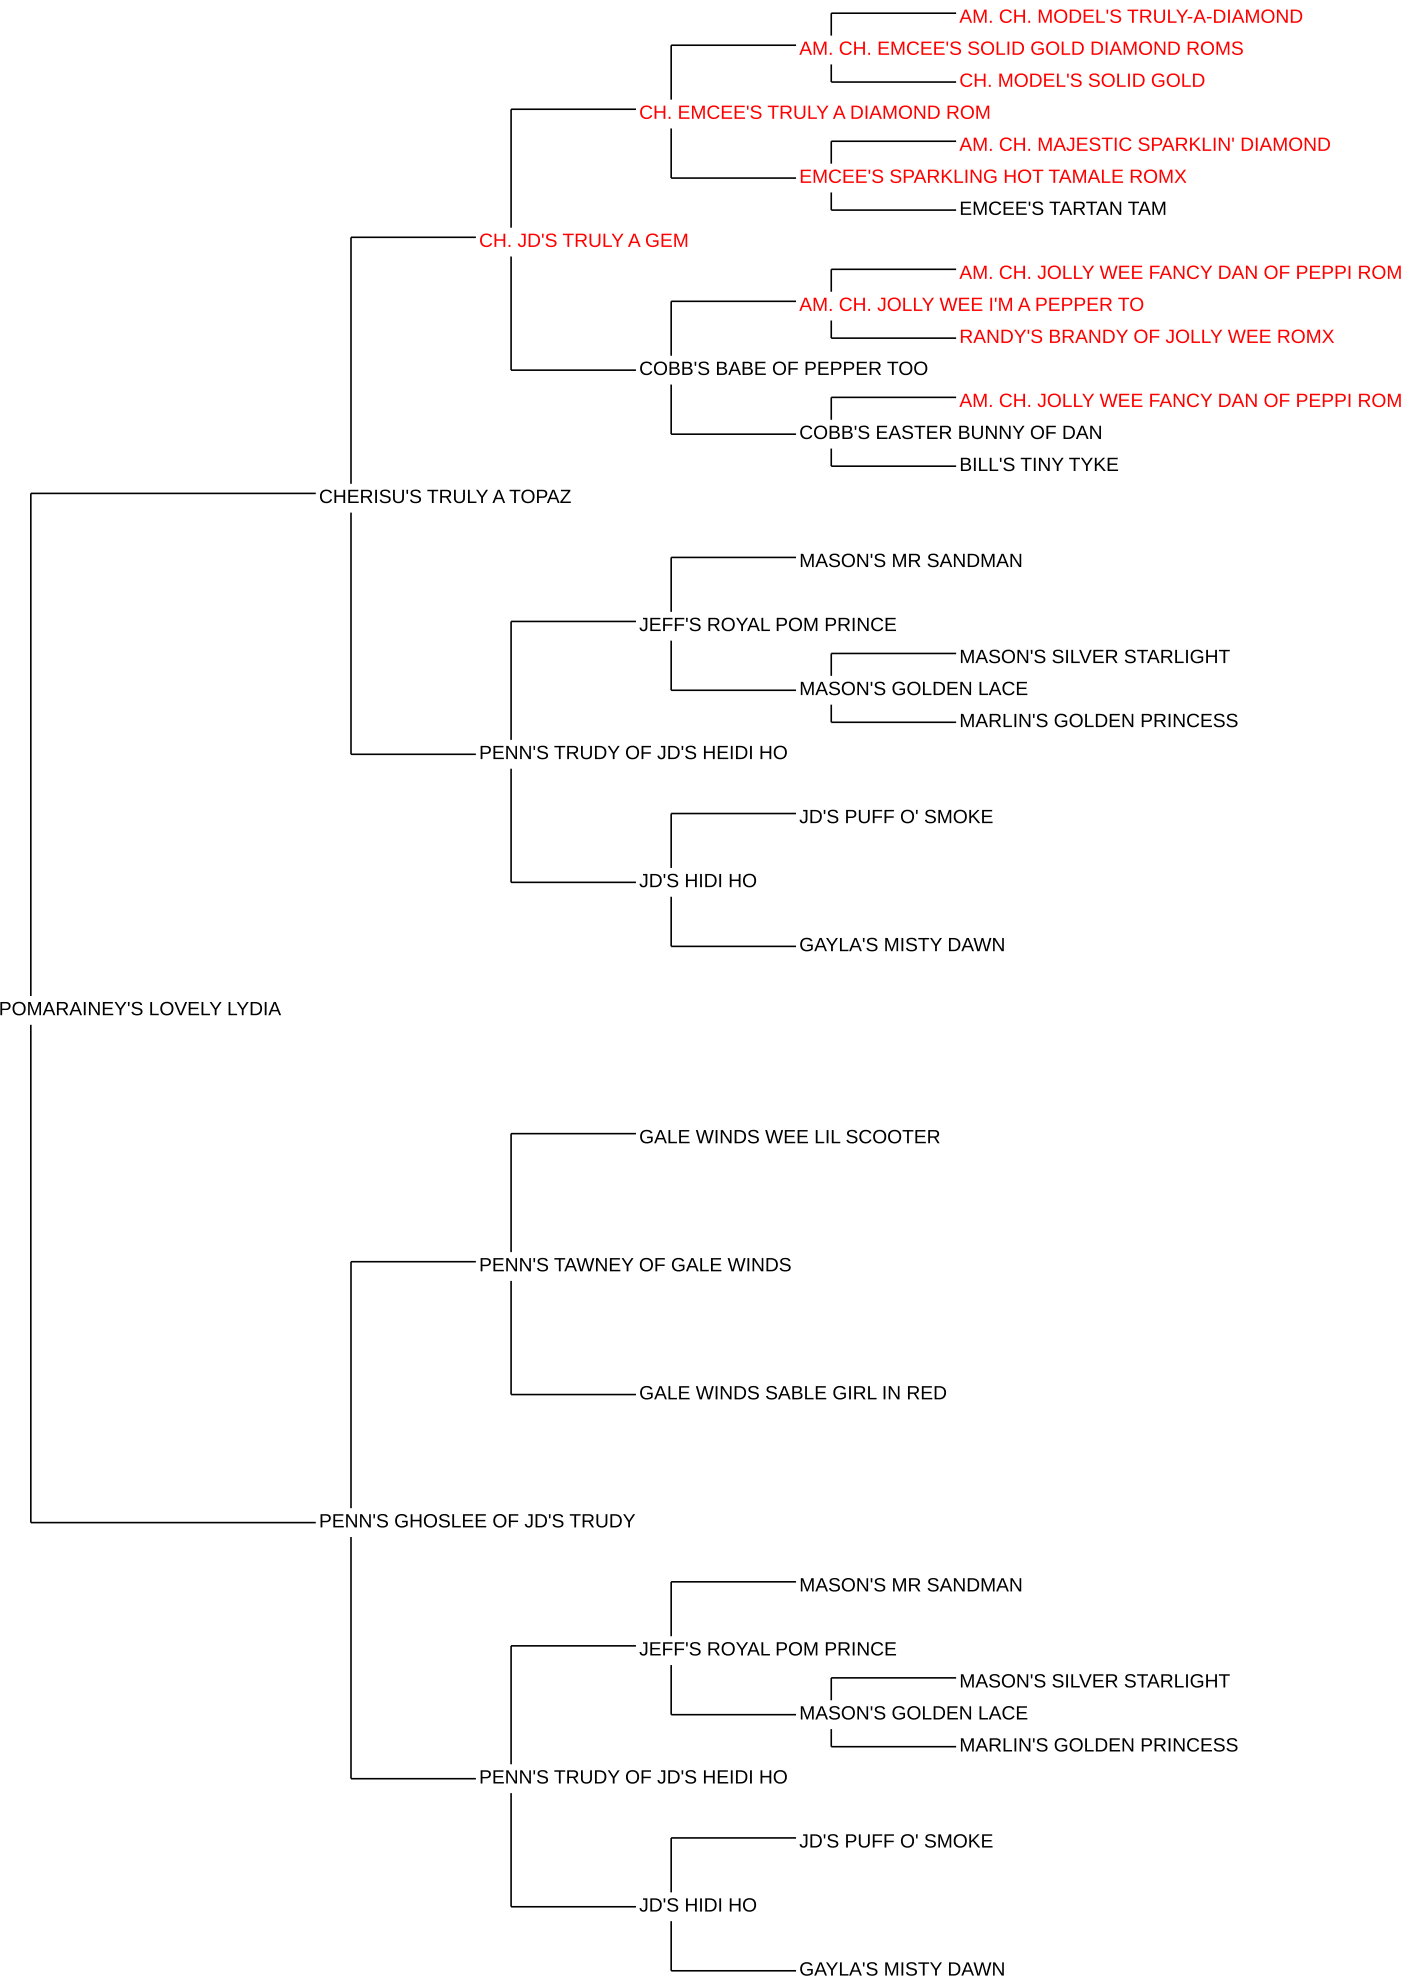 AM. CH. MODEL'S TRULY-A-DIAMOND
AM. CH. EMCEE'S SOLID GOLD DIAMOND ROMS
CH. MODEL'S SOLID GOLD
CH. EMCEE'S TRULY A DIAMOND ROM
AM. CH. MAJESTIC SPARKLIN' DIAMOND
EMCEE'S SPARKLING HOT TAMALE ROMX
EMCEE'S TARTAN TAM
CH. JD'S TRULY A GEM
AM. CH. JOLLY WEE FANCY DAN OF PEPPI ROM
AM. CH. JOLLY WEE I'M A PEPPER TO
RANDY'S BRANDY OF JOLLY WEE ROMX
COBB'S BABE OF PEPPER TOO
AM. CH. JOLLY WEE FANCY DAN OF PEPPI ROM
COBB'S EASTER BUNNY OF DAN
BILL'S TINY TYKE
CHERISU'S TRULY A TOPAZ
MASON'S MR SANDMAN
JEFF'S ROYAL POM PRINCE
MASON'S SILVER STARLIGHT
MASON'S GOLDEN LACE
MARLIN'S GOLDEN PRINCESS
PENN'S TRUDY OF JD'S HEIDI HO
JD'S PUFF O' SMOKE
JD'S HIDI HO
GAYLA'S MISTY DAWN
POMARAINEY'S LOVELY LYDIA
GALE WINDS WEE LIL SCOOTER
PENN'S TAWNEY OF GALE WINDS
GALE WINDS SABLE GIRL IN RED
PENN'S GHOSLEE OF JD'S TRUDY
MASON'S MR SANDMAN
JEFF'S ROYAL POM PRINCE
MASON'S SILVER STARLIGHT
MASON'S GOLDEN LACE
MARLIN'S GOLDEN PRINCESS
PENN'S TRUDY OF JD'S HEIDI HO
JD'S PUFF O' SMOKE
JD'S HIDI HO
GAYLA'S MISTY DAWN